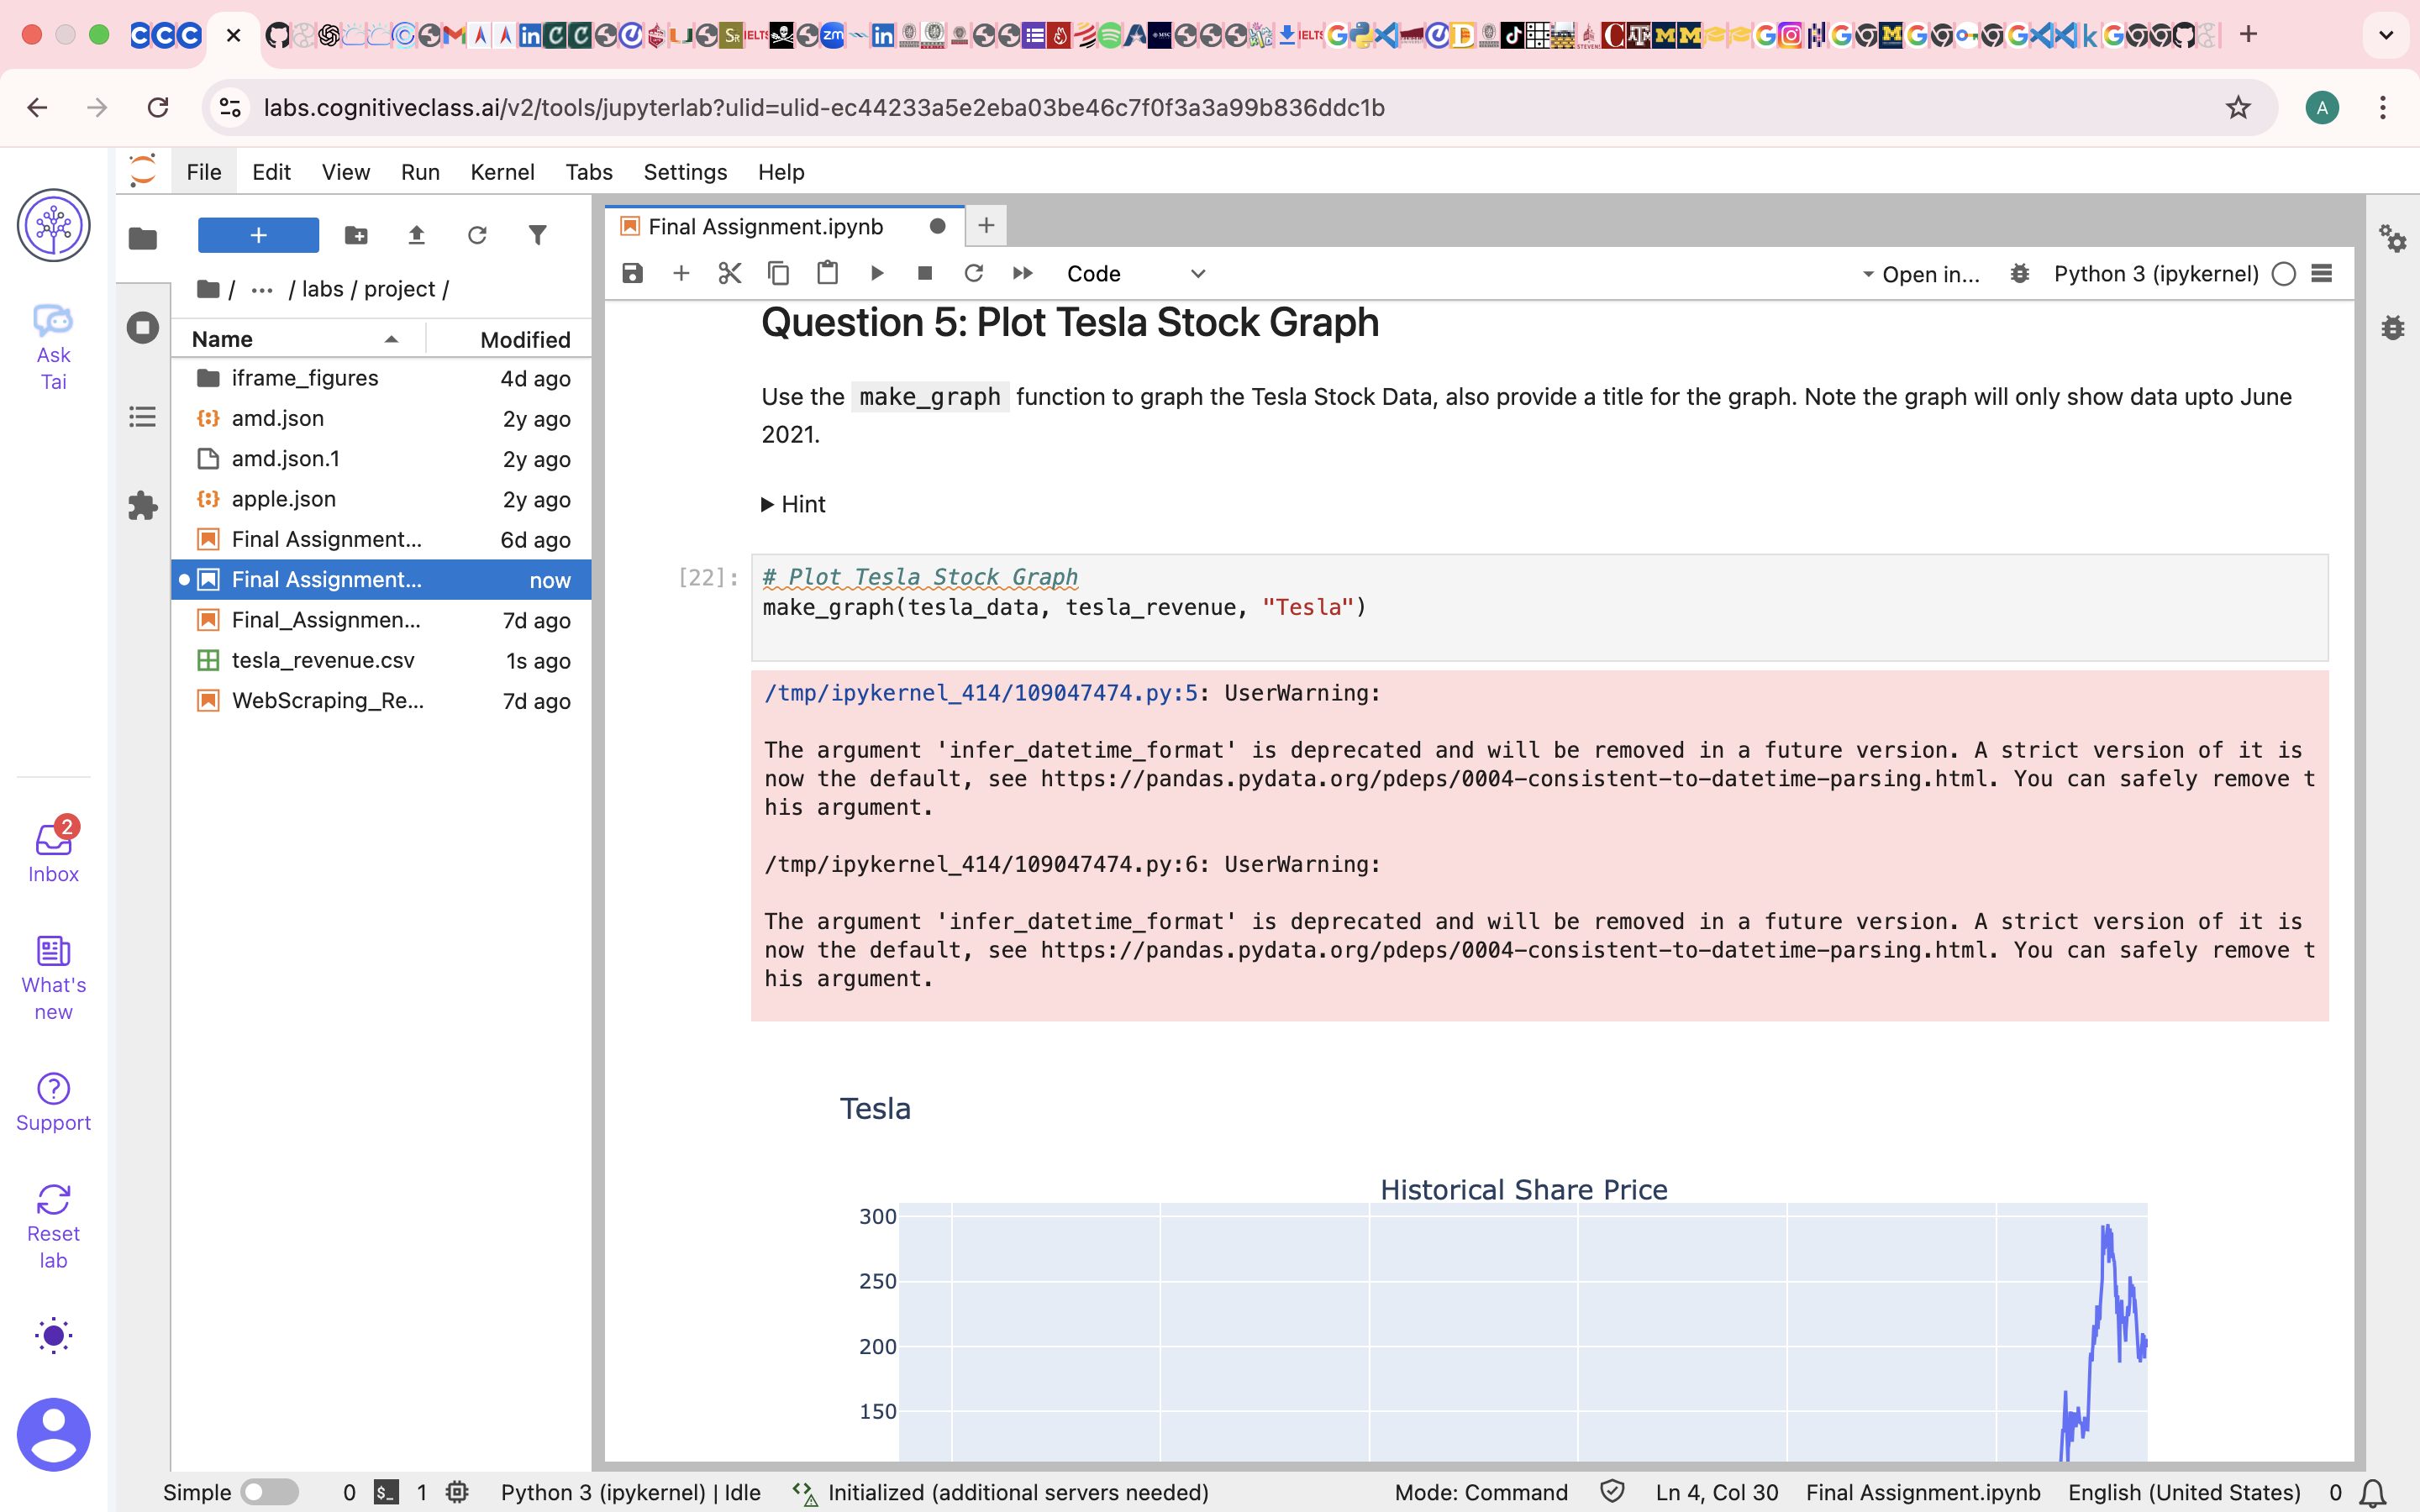 labs.cognitiveclass.ai/v2/tools/jupyterlab?ulid=ulid-ec44233a5e2eba03be46c7f0f3a3a99b836ddc1b
A
File Edit View Run Kernel Tabs Settings Help
Ask
Tai
Inbox
2
What's
new
Support
Reset
lab
/ ... / labs / project /
Name Modified
iframe_figures 4d ago
amd.json 2y ago
amd.json.1 2y ago
apple.json 2y ago
Final Assignment... 6d ago
Final Assignment... now
Final_Assignmen... 7d ago
tesla_revenue.csv 1s ago
WebScraping_Re... 7d ago
Final Assignment.ipynb
Code
Open in...
Python 3 (ipykernel)
Question 5: Plot Tesla Stock Graph
Use the make_graph function to graph the Tesla Stock Data, also provide a title for the graph. Note the graph will only show data upto June
2021.
Hint
[22]:
# Plot Tesla Stock Graph
make_graph(tesla_data, tesla_revenue, "Tesla")
/tmp/ipykernel_414/109047474.py:5: UserWarning:
The argument 'infer_datetime_format' is deprecated and will be removed in a future version. A strict version of it is
now the default, see https://pandas.pydata.org/pdeps/0004-consistent-to-datetime-parsing.html. You can safely remove t
his argument.
/tmp/ipykernel_414/109047474.py:6: UserWarning:
The argument 'infer_datetime_format' is deprecated and will be removed in a future version. A strict version of it is
now the default, see https://pandas.pydata.org/pdeps/0004-consistent-to-datetime-parsing.html. You can safely remove t
his argument.
Tesla
Historical Share Price
300
250
200
150
Simple 0 1 Python 3 (ipykernel) | Idle Initialized (additional servers needed) Mode: Command Ln 4, Col 30 Final Assignment.ipynb English (United States) 0